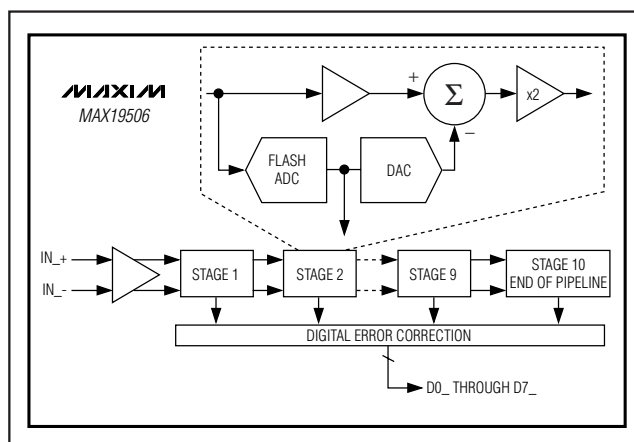 MAXIM
MAX19506
+
Σ
x2
−
FLASH
ADC
DAC
IN_+
IN_-
STAGE 1
STAGE 2
STAGE 9
STAGE 10
END OF PIPELINE
DIGITAL ERROR CORRECTION
D0_ THROUGH D7_